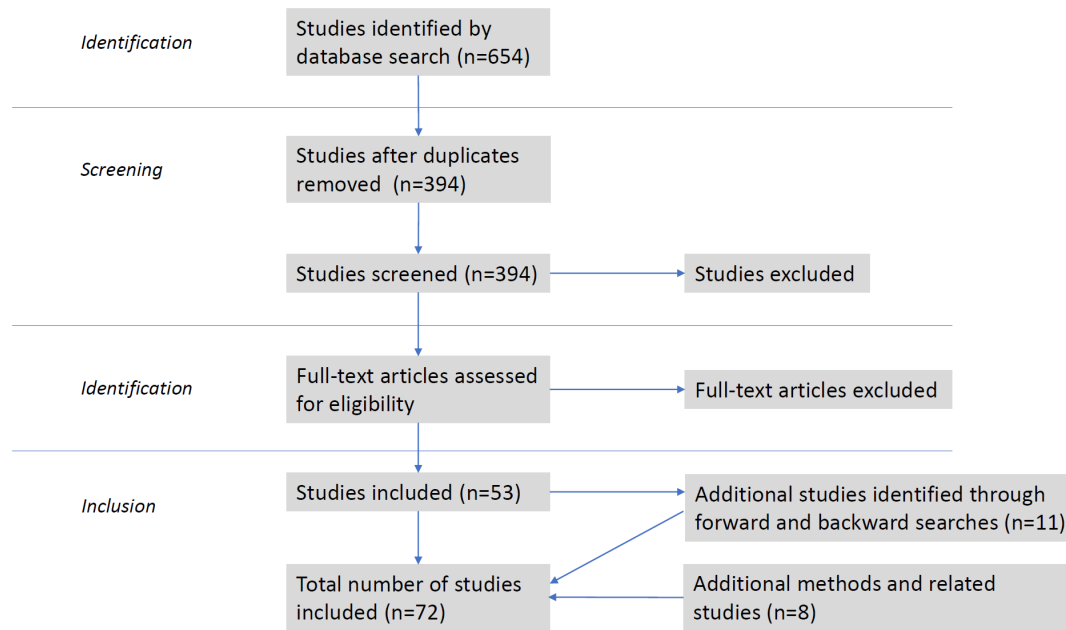 Identification
Studies identified by
database search (n=654)
Screening
Studies after duplicates
removed  (n=394)
Studies screened (n=394)
Studies excluded
Identification
Full-text articles assessed
for eligibility
Full-text articles excluded
Inclusion
Studies included (n=53)
Additional studies identified through
forward and backward searches (n=11)
Total number of studies
included (n=72)
Additional methods and related
studies (n=8)